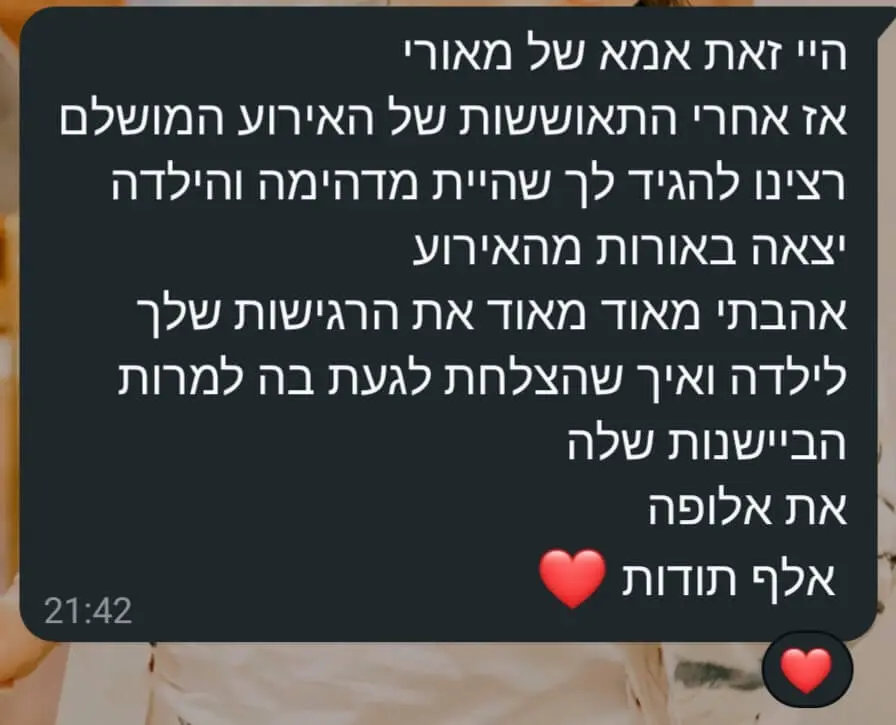 היי זאת אמא של מאורי
אז אחרי התאוששות של האירוע המושלם
רצינו להגיד לך שהיית מדהימה והילדה
יצאה באורות מהאירוע
אהבתי מאוד מאוד את הרגישות שלך
לילדה ואיך שהצלחת לגעת בה למרות
הביישנות שלה
את אלופה
אלף תודות ❤️
21:42